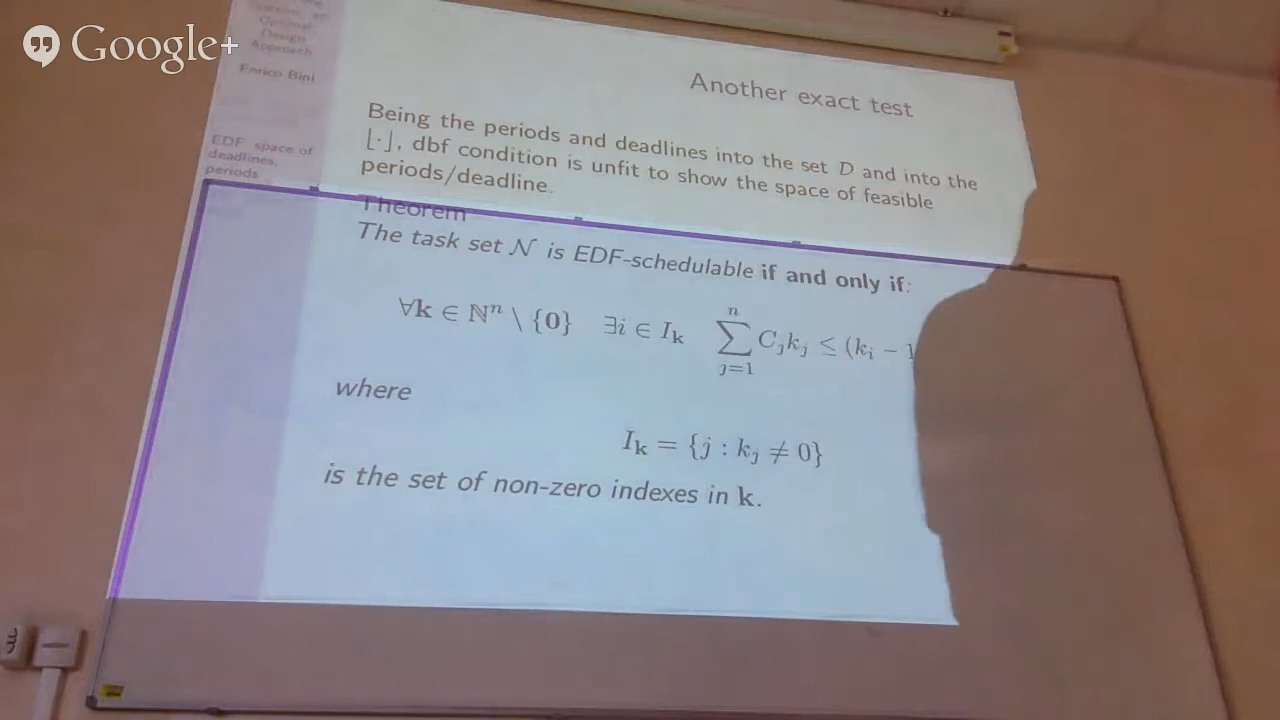 Google+
Optimal
Design
Approach
Enrico Bini
EDF space of
deadlines,
periods
Another exact test
Being the periods and deadlines into the set D and into the
⌊·⌋, dbf condition is unfit to show the space of feasible
periods/deadline.
Theorem
The task set 𝒩 is EDF-schedulable if and only if:
∀k ∈ ℕⁿ \ {0} ∃i ∈ I_k ∑_{j=1}^{n} C_j k_j ≤ (k_i − 1
where
I_k = {j : k_j ≠ 0}
is the set of non-zero indexes in k.